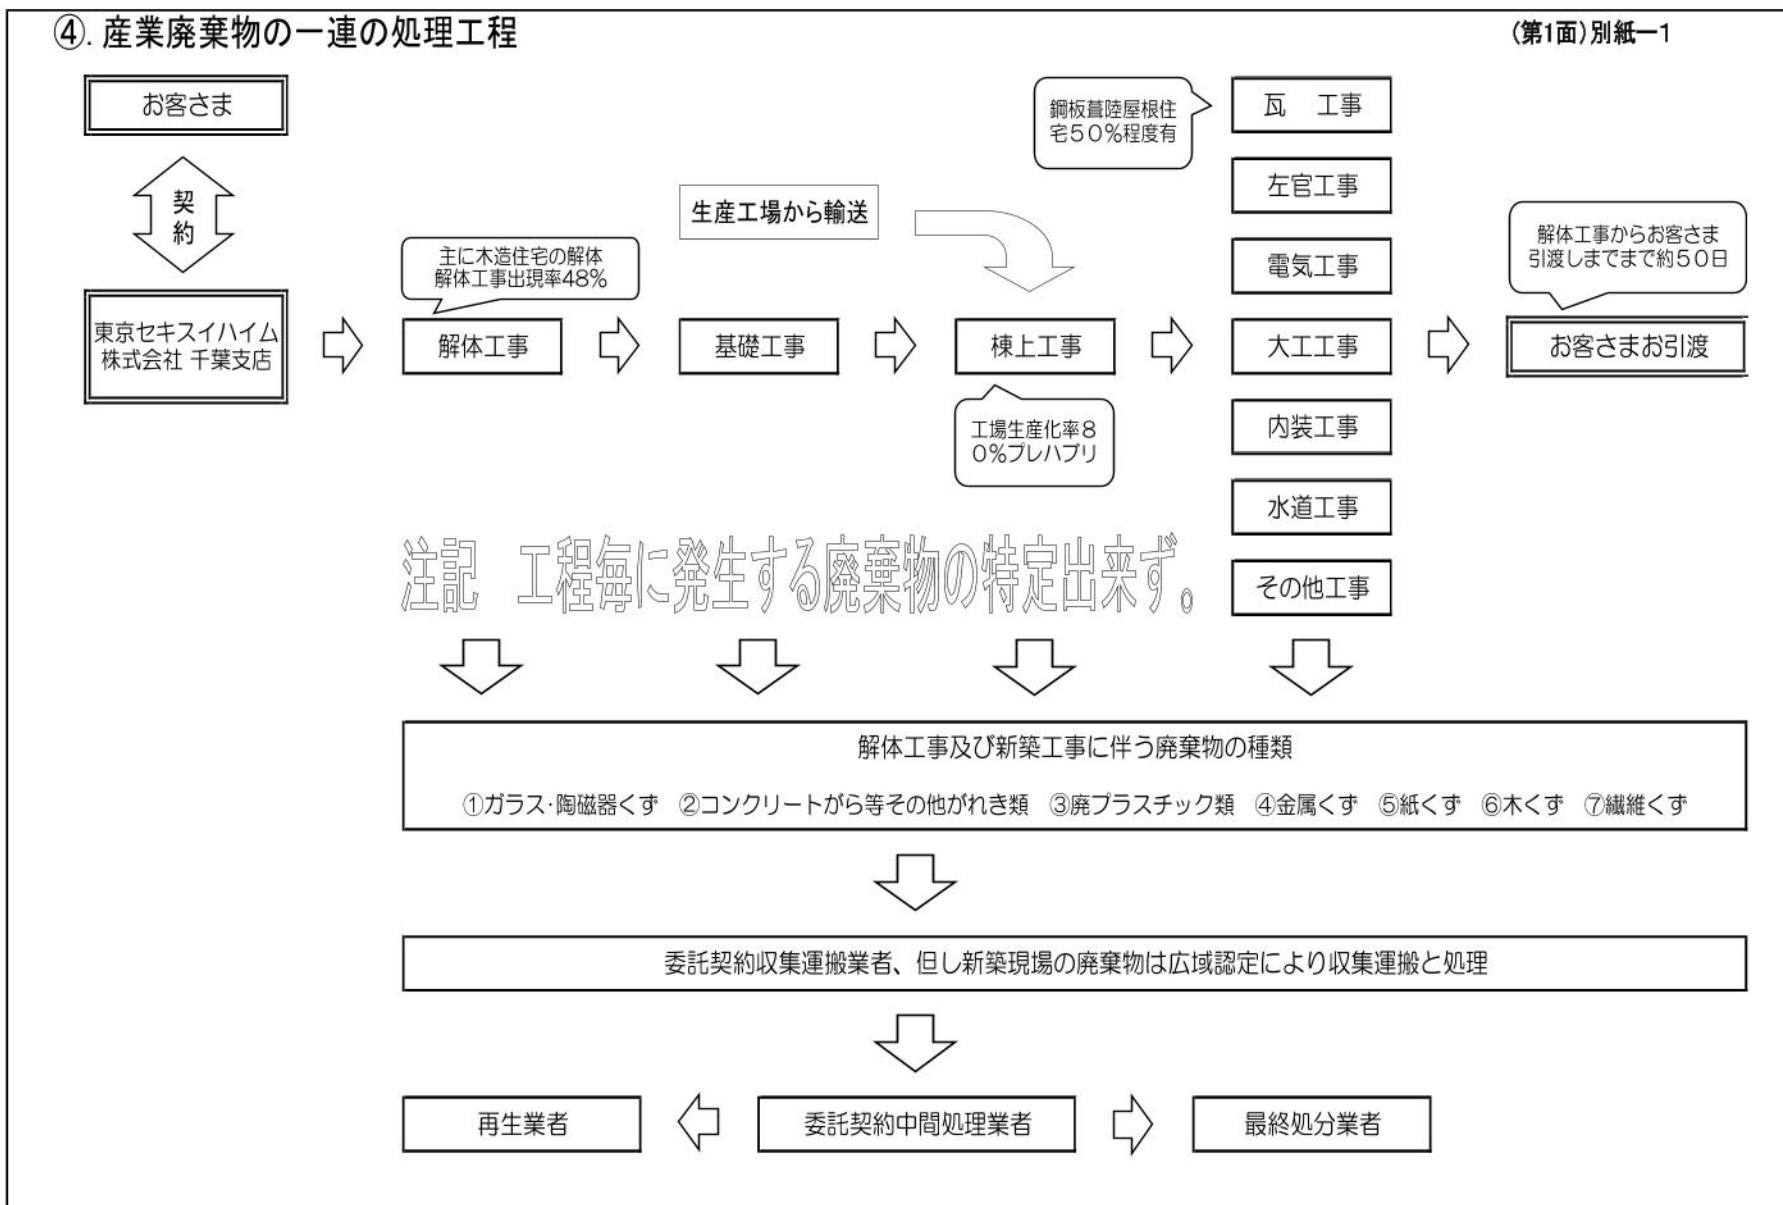 ④. 産業廃棄物の一連の処理工程
(第1面)別紙ー1
お客さま
契
約
東京セキスイハイム
株式会社 千葉支店
主に木造住宅の解体
解体工事出現率48%
解体工事
基礎工事
生産工場から輸送
棟上工事
工場生産化率8
0%プレハブリ
鋼板葺陸屋根住
宅50%程度有
瓦 工事
左官工事
電気工事
大工工事
内装工事
水道工事
その他工事
解体工事からお客さま
引渡しまでまで約50日
お客さまお引渡
注記 工程毎に発生する廃棄物の特定出来ず。
解体工事及び新築工事に伴う廃棄物の種類
①ガラス・陶磁器くず ②コンクリートがら等その他がれき類 ③廃プラスチック類 ④金属くず ⑤紙くず ⑥木くず ⑦繊維くず
委託契約収集運搬業者、但し新築現場の廃棄物は広域認定により収集運搬と処理
再生業者
委託契約中間処理業者
最終処分業者